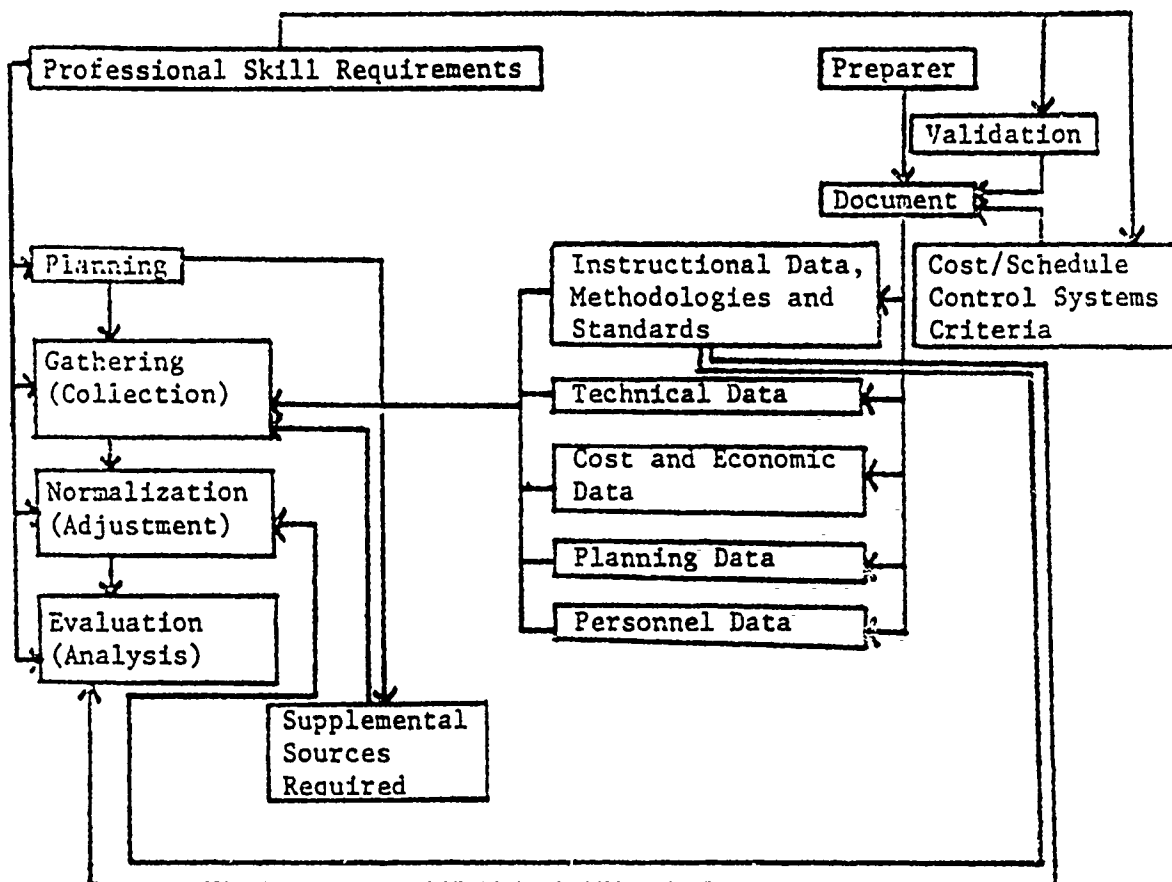 Professional Skill Requirements
Preparer
Validation
Document
Planning
Instructional Data,
Methodologies and
Standards
Cost/Schedule
Control Systems
Criteria
Gathering
(Collection)
Technical Data
Cost and Economic
Data
Normalization
(Adjustment)
Planning Data
Evaluation
(Analysis)
Personnel Data
Supplemental
Sources
Required